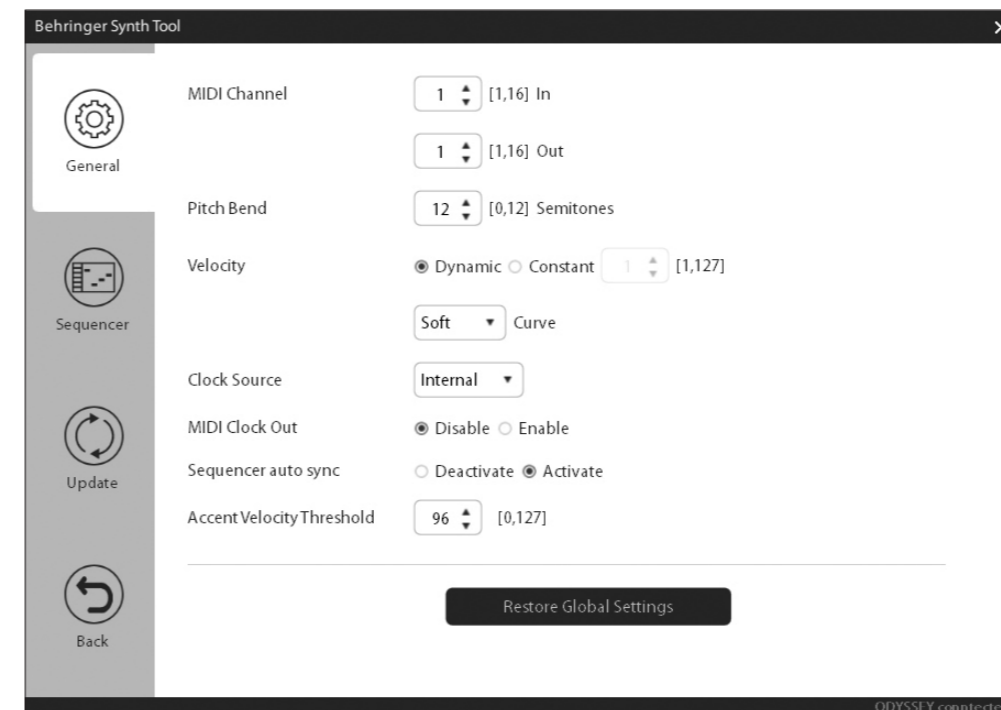 Behringer Synth Tool
General
Sequencer
Update
Back
MIDI Channel 1 [1,16] In
1 [1,16] Out
Pitch Bend 12 [0,12] Semitones
Velocity Dynamic Constant 1 [1,127]
Soft Curve
Clock Source Internal
MIDI Clock Out Disable Enable
Sequencer auto sync Deactivate Activate
Accent Velocity Threshold 96 [0,127]
Restore Global Settings
ODYSSEY conntecte